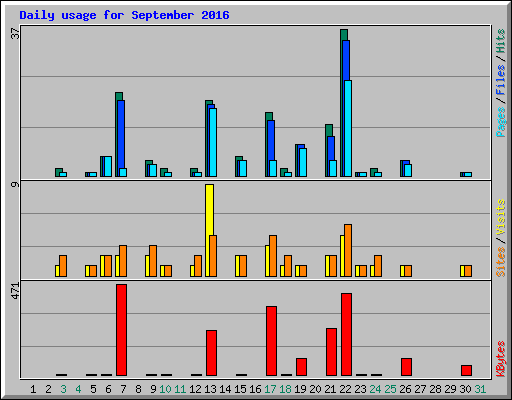 Daily usage for September 2016
37
9
471
Pages / Files / Hits
Sites / Visits
KBytes
1 2 3 4 5 6 7 8 9 10 11 12 13 14 15 16 17 18 19 20 21 22 23 24 25 26 27 28 29 30 31